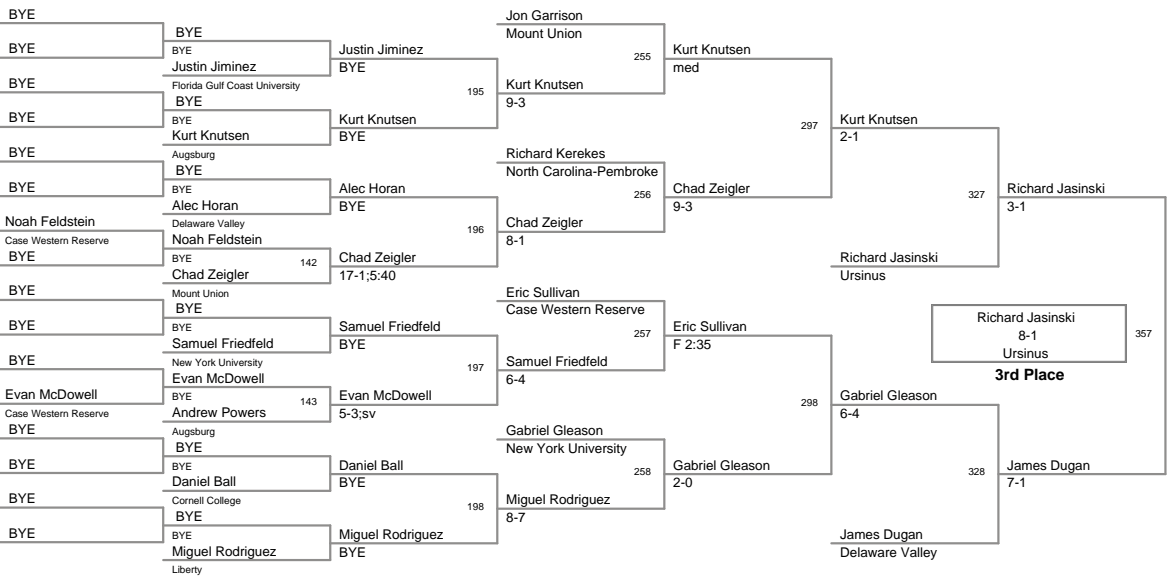 BYE
BYE
BYE
BYE
BYE
BYE
Noah Feldstein
Case Western Reserve
BYE
BYE
BYE
BYE
Evan McDowell
Case Western Reserve
BYE
BYE
BYE
BYE
BYE
BYE
Justin Jiminez
Florida Gulf Coast University
BYE
BYE
Kurt Knutsen
Augsburg
BYE
BYE
Alec Horan
Delaware Valley
Noah Feldstein
BYE
142
Chad Zeigler
Mount Union
BYE
BYE
Samuel Friedfeld
New York University
Evan McDowell
BYE
143
Andrew Powers
Augsburg
BYE
BYE
Daniel Ball
Cornell College
BYE
BYE
Miguel Rodriguez
Liberty
Justin Jiminez
BYE
195
Kurt Knutsen
BYE
Alec Horan
BYE
196
Chad Zeigler
17-1;5:40
Samuel Friedfeld
BYE
197
Evan McDowell
5-3;sv
Daniel Ball
BYE
198
Miguel Rodriguez
BYE
Jon Garrison
Mount Union
255
Kurt Knutsen
9-3
Richard Kerekes
North Carolina-Pembroke
256
Chad Zeigler
8-1
Eric Sullivan
Case Western Reserve
257
Samuel Friedfeld
6-4
Gabriel Gleason
New York University
258
Miguel Rodriguez
8-7
Kurt Knutsen
med
297
Chad Zeigler
9-3
Eric Sullivan
F 2:35
298
Gabriel Gleason
2-0
Kurt Knutsen
2-1
327
Richard Jasinski
Ursinus
Gabriel Gleason
6-4
328
James Dugan
Delaware Valley
Richard Jasinski
3-1
357
James Dugan
7-1
Richard Jasinski
8-1
Ursinus
3rd Place